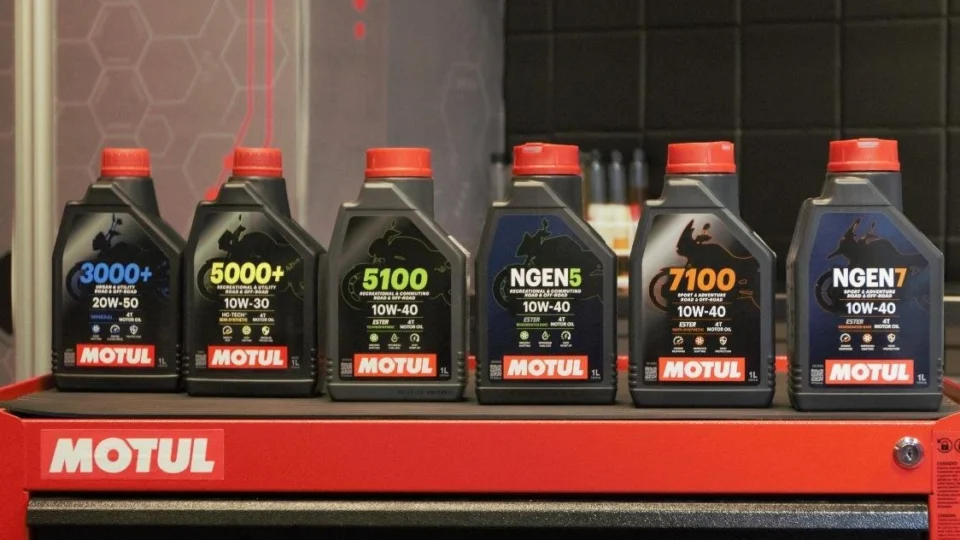 3000+
URBAN & UTILITY
ROAD & OFF-ROAD
20W-50
MINERAL
4T
MOTOR OIL
MOTUL
1L
5000+
RECREATIONAL & UTILITY
ROAD & OFF-ROAD
10W-30
HC-TECH
4T
MOTOR OIL
MOTUL
1L
5100
RECREATIONAL & COMMUTING
ROAD & OFF-ROAD
10W-40
ESTER
4T
MOTOR OIL
MOTUL
1L
NGEN5
RECREATIONAL & COMMUTING
ROAD & OFF-ROAD
10W-40
ESTER
4T
MOTOR OIL
MOTUL
1L
7100
SPORT & ADVENTURE
ROAD & OFF-ROAD
10W-40
ESTER
4T
MOTOR OIL
MOTUL
1L
NGEN7
SPORT & ADVENTURE
ROAD & OFF-ROAD
10W-40
ESTER
4T
MOTOR OIL
MOTUL
1L
MOTUL